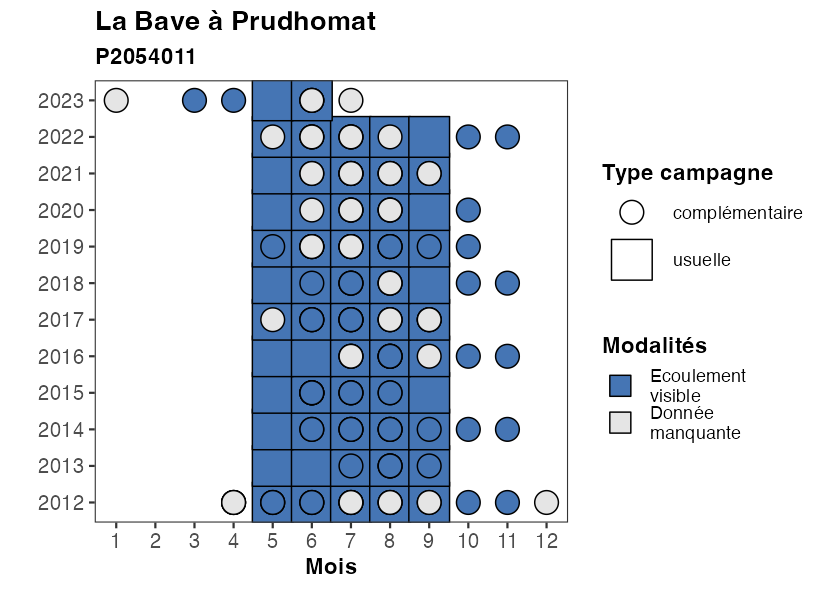 La Bave à Prudhomat
P2054011
2023
2022
2021
2020
2019
2018
2017
2016
2015
2014
2013
2012
1 2 3 4 5 6 7 8 9 10 11 12
Mois
Type campagne
complémentaire
usuelle
Modalités
Ecoulement
visible
Donnée
manquante